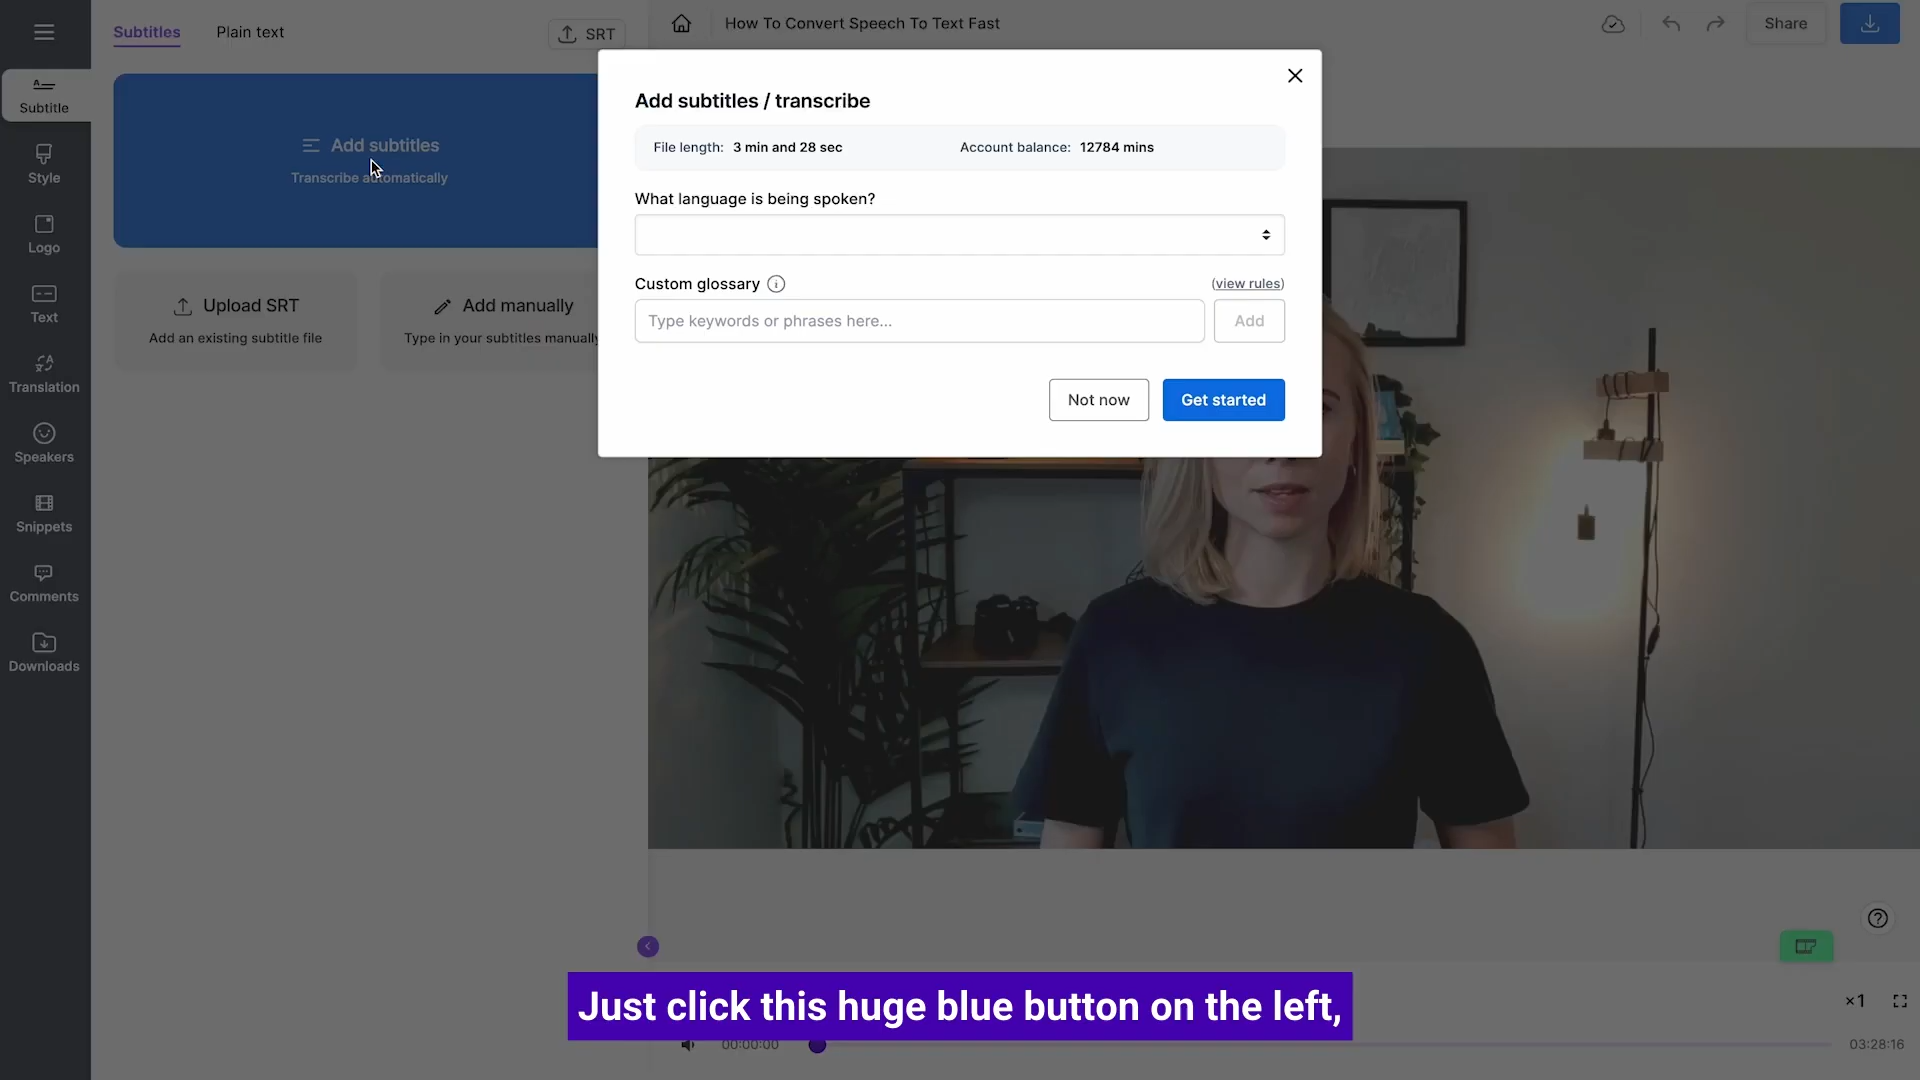 Subtitles
Plain text
SRT
How To Convert Speech To Text Fast
Share
Subtitle
Style
Logo
Text
Translation
Speakers
Snippets
Comments
Downloads
Add subtitles
Transcribe automatically
Upload SRT
Add an existing subtitle file
Add manually
Type in your subtitles manually
Add subtitles / transcribe
File length: 3 min and 28 sec
Account balance: 12784 mins
What language is being spoken?
Custom glossary
(view rules)
Type keywords or phrases here...
Add
Not now
Get started
Just click this huge blue button on the left,
×1
00:00:00
03:28:16